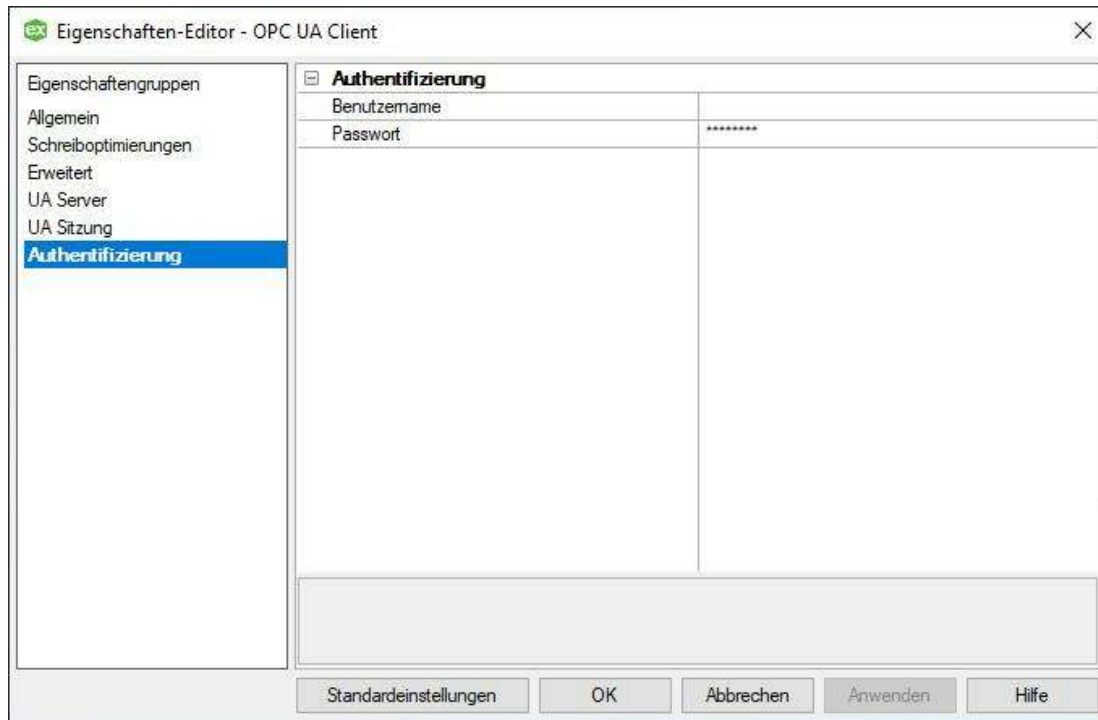 ex Eigenschaften-Editor - OPC UA Client
Eigenschaftengruppen
Allgemein
Schreiboptimierungen
Erweitert
UA Server
UA Sitzung
Authentifizierung
Authentifizierung
Benutzername
Passwort ********
Standardeinstellungen OK Abbrechen Anwenden Hilfe